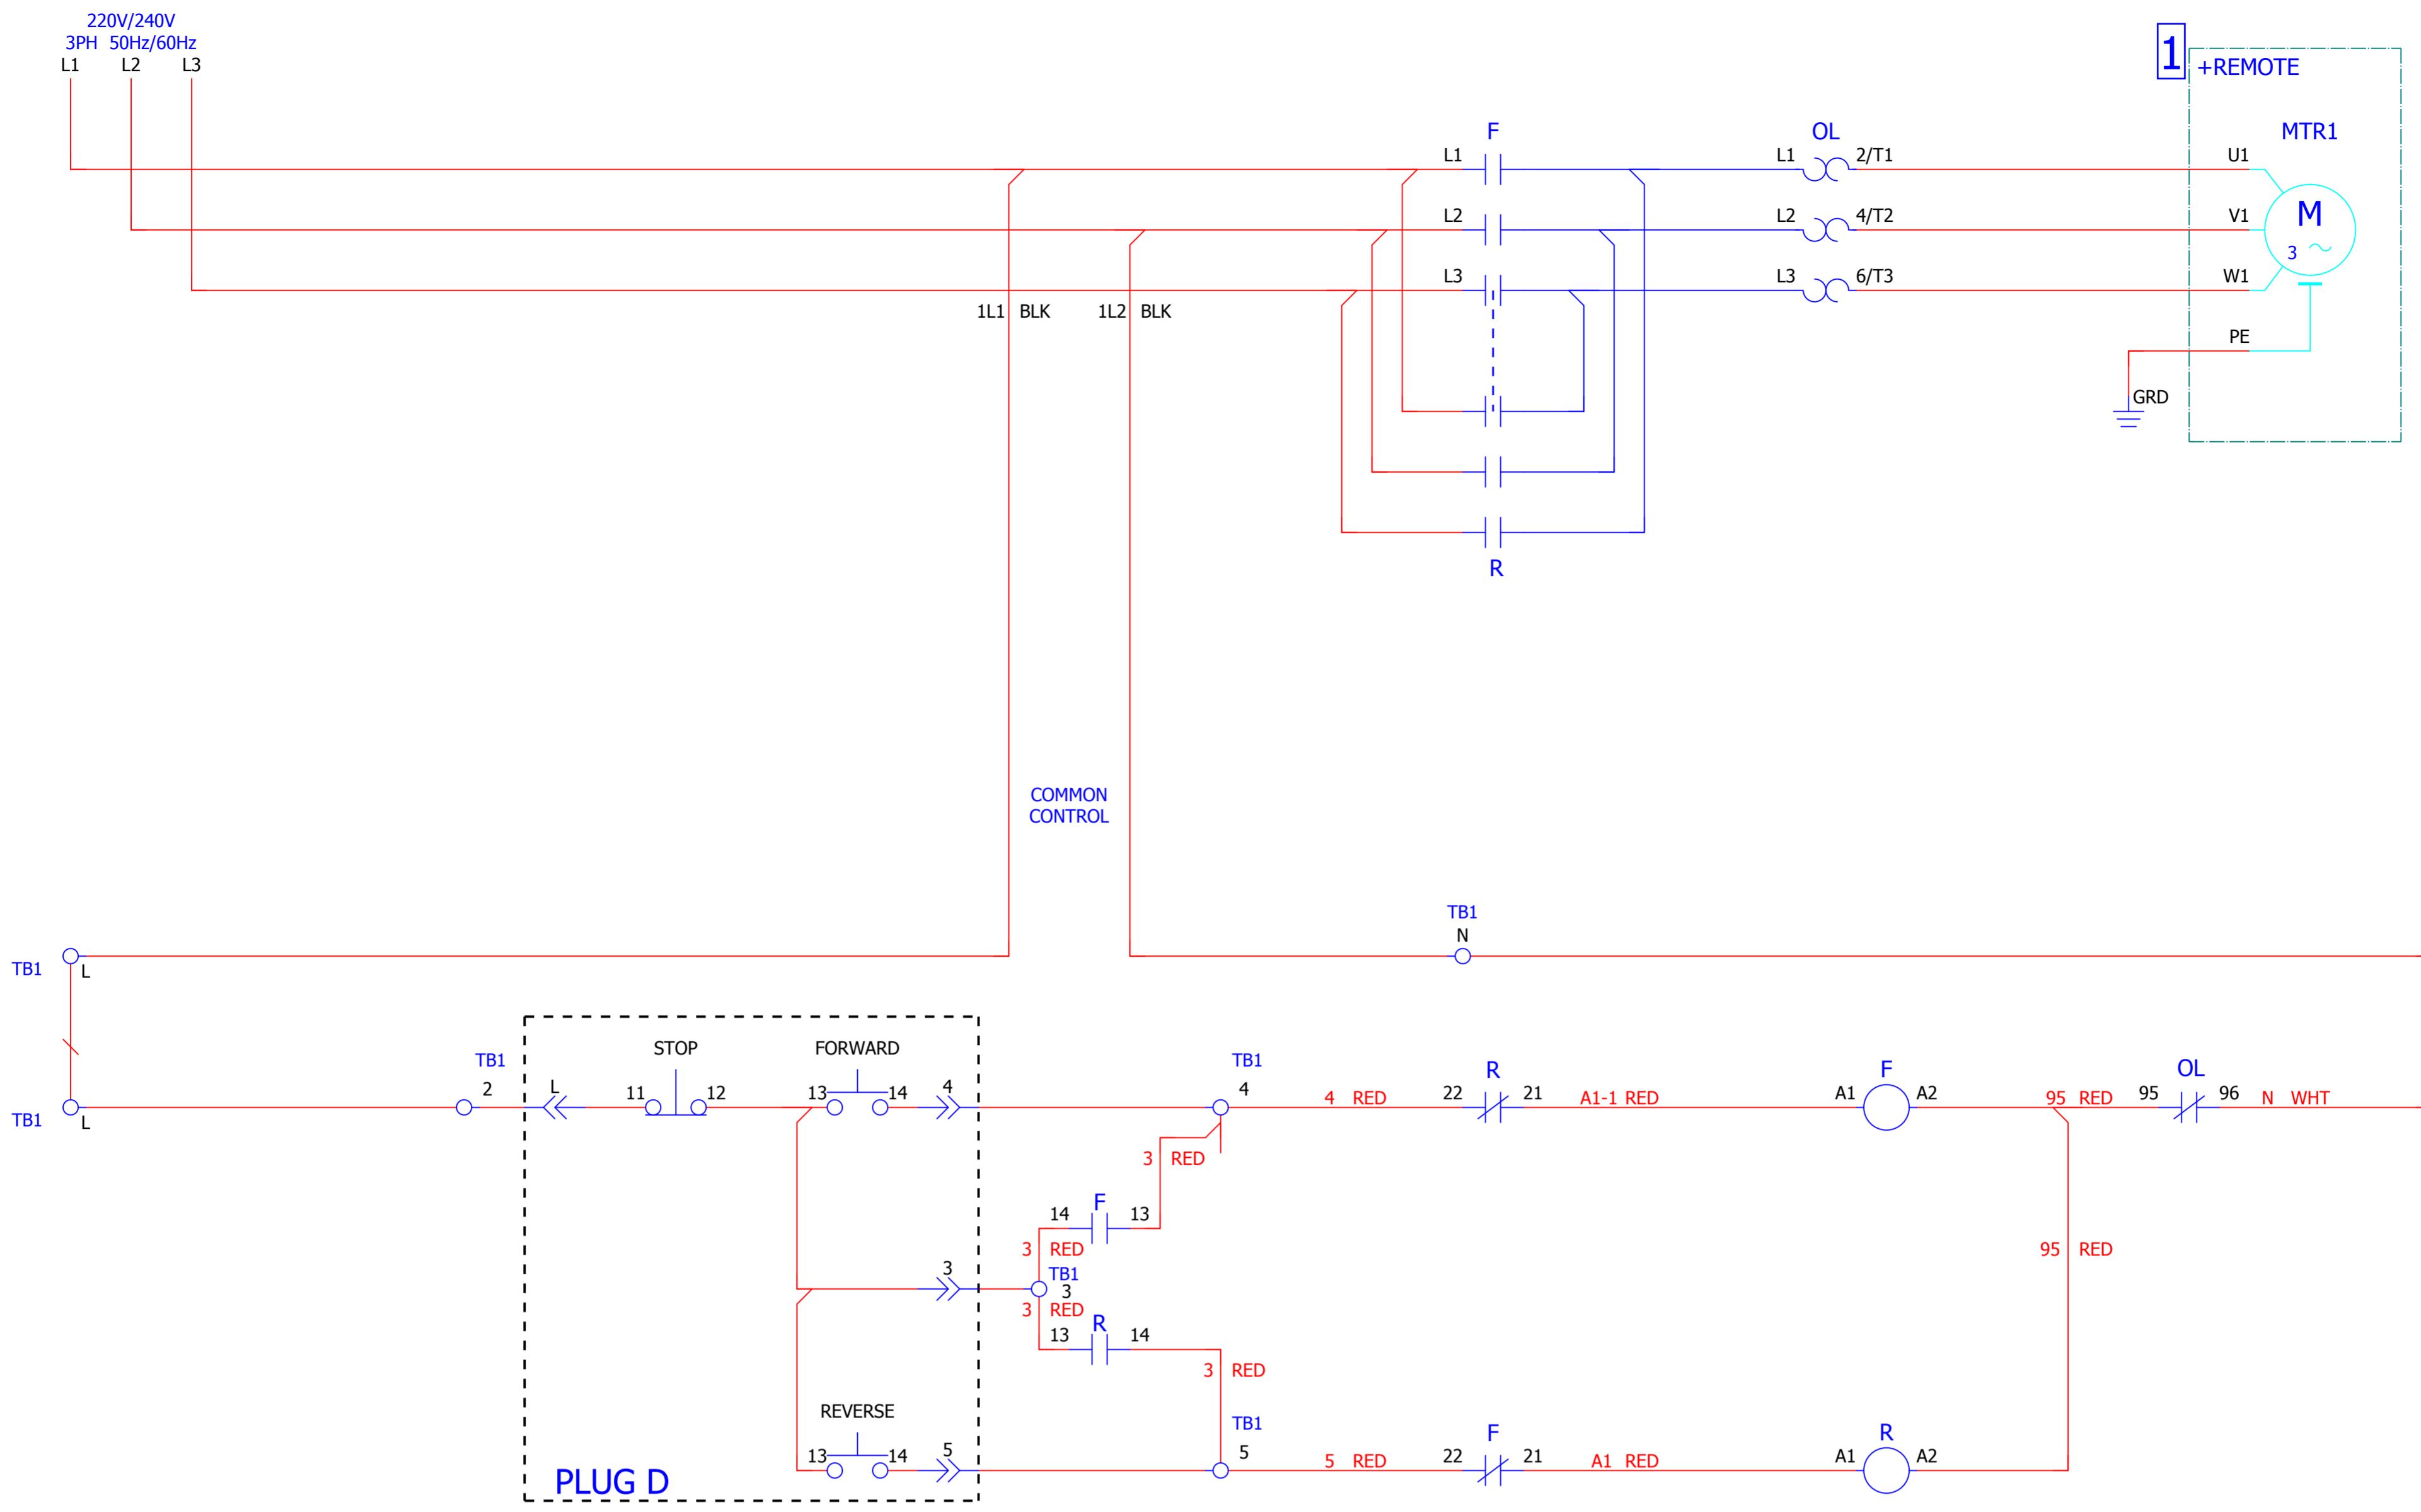 220V/240V
3PH 50Hz/60Hz
L1 L2 L3
1
+REMOTE
F OL MTR1
L1 L1 2/T1 U1
L2 L2 4/T2 V1
M
3
L3 L3 6/T3 W1
1L1 BLK 1L2 BLK
PE
GRD
R
COMMON
CONTROL
TB1
N
TB1 L
STOP FORWARD
TB1 TB1 R F OL
2 L 11 12 13 14 4 4 4 RED 22 21 A1-1 RED A1 A2 95 RED 95 96 N WHT
TB1 L
3 RED
F
14 13
3 RED 95 RED
3 TB1
3
3 RED
R
13 14
3 RED
REVERSE
TB1 F R
13 14 5 5 5 RED 22 21 A1 RED A1 A2
PLUG D